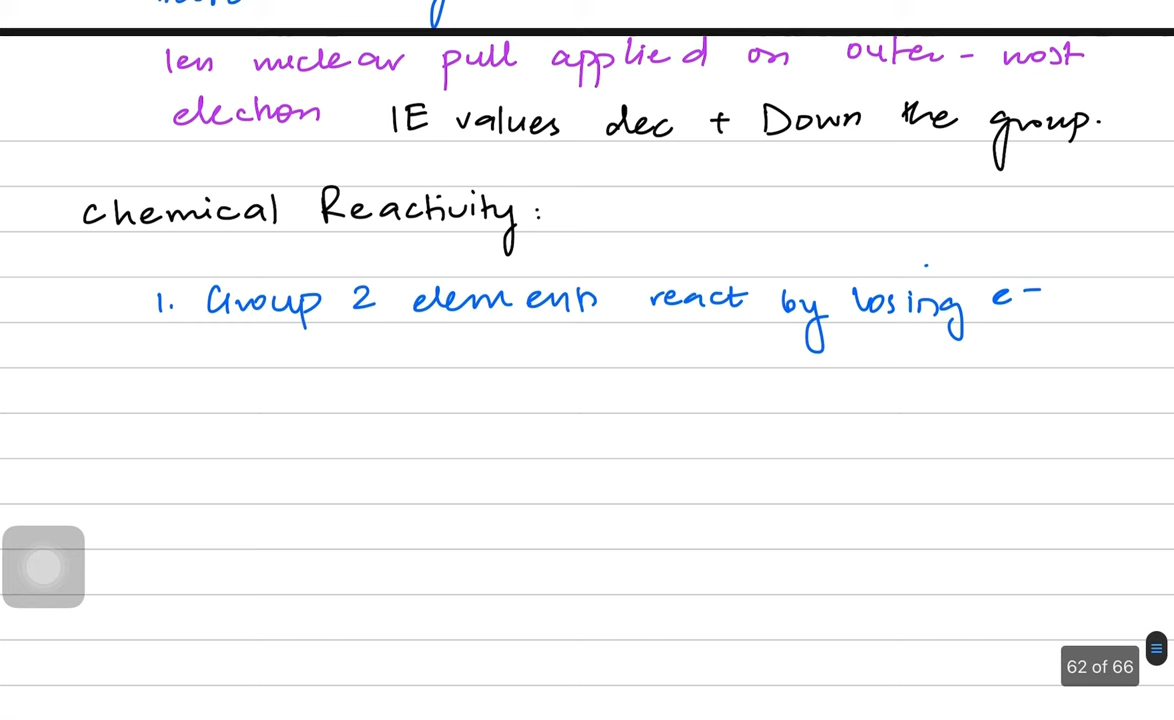 less nuclear pull applied on outer-most
electron IE values dec + Down the group.
Chemical Reactivity:
1. Group 2 elements react by losing e-
62 of 66